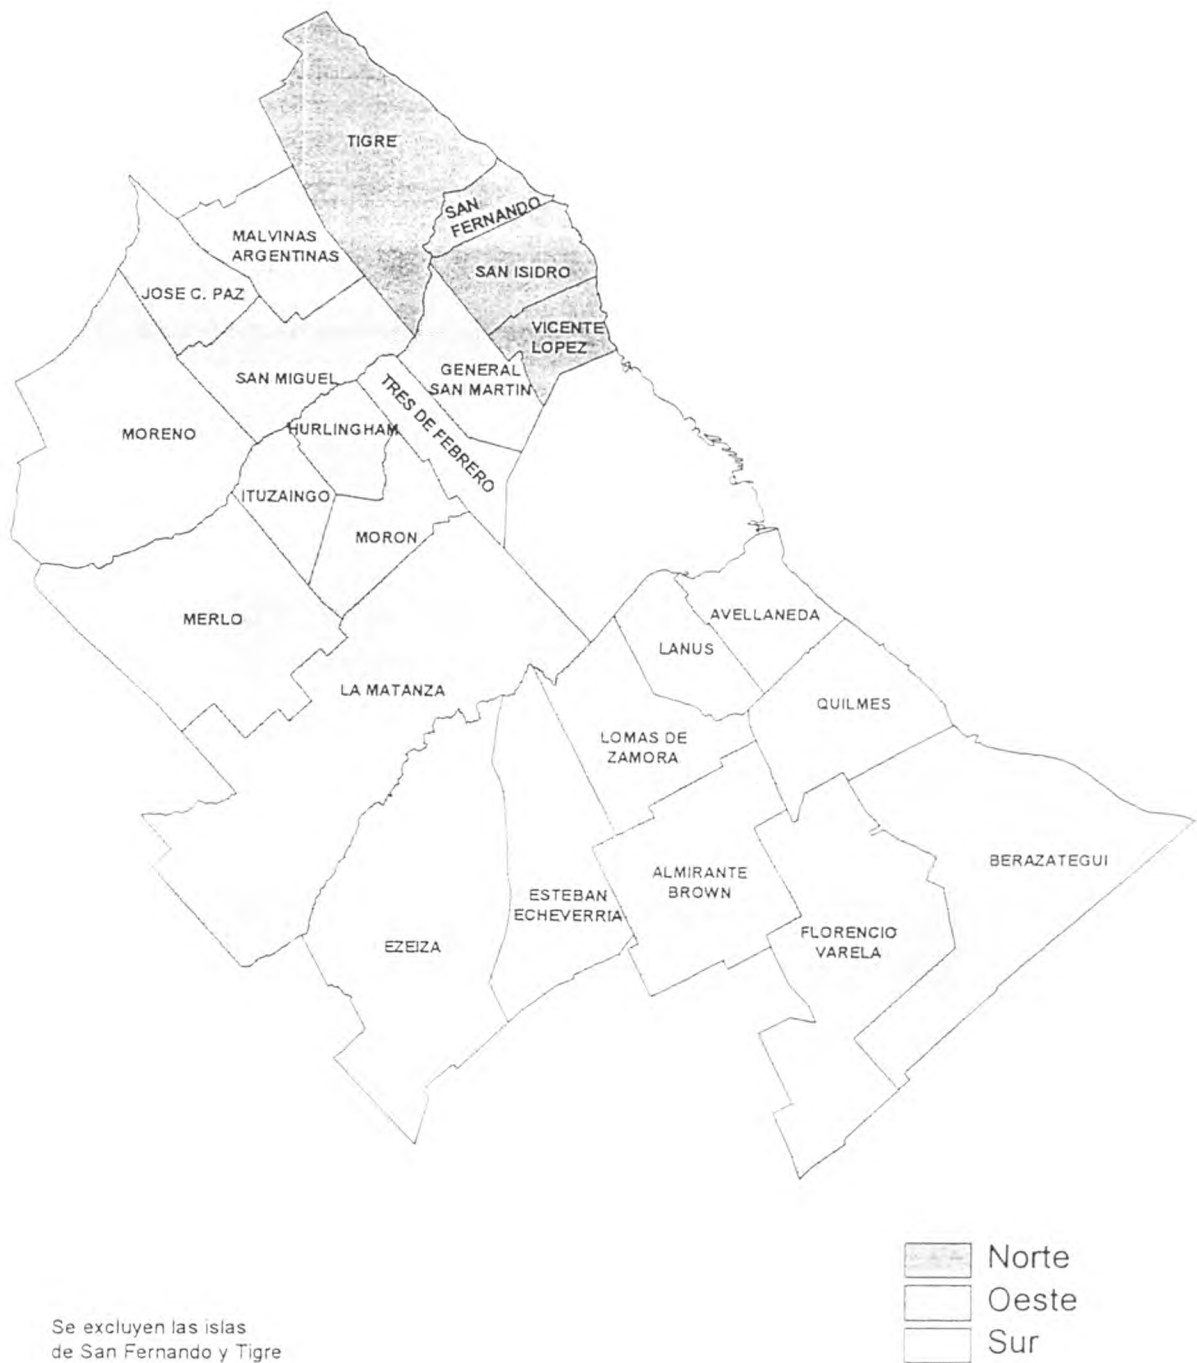 TIGRE
SAN
FERNANDO
MALVINAS
ARGENTINAS
SAN ISIDRO
JOSE C. PAZ
VICENTE
LOPEZ
GENERAL
SAN MARTIN
SAN MIGUEL
TRES DE FEBRERO
HURLINGHAM
MORENO
ITUZAINGO
MORON
MERLO
AVELLANEDA
LANUS
LA MATANZA
QUILMES
LOMAS DE
ZAMORA
BERAZATEGUI
ALMIRANTE
BROWN
ESTEBAN
ECHEVERRIA
FLORENCIO
VARELA
EZEIZA
Norte
Oeste
Sur
Se excluyen las islas
de San Fernando y Tigre